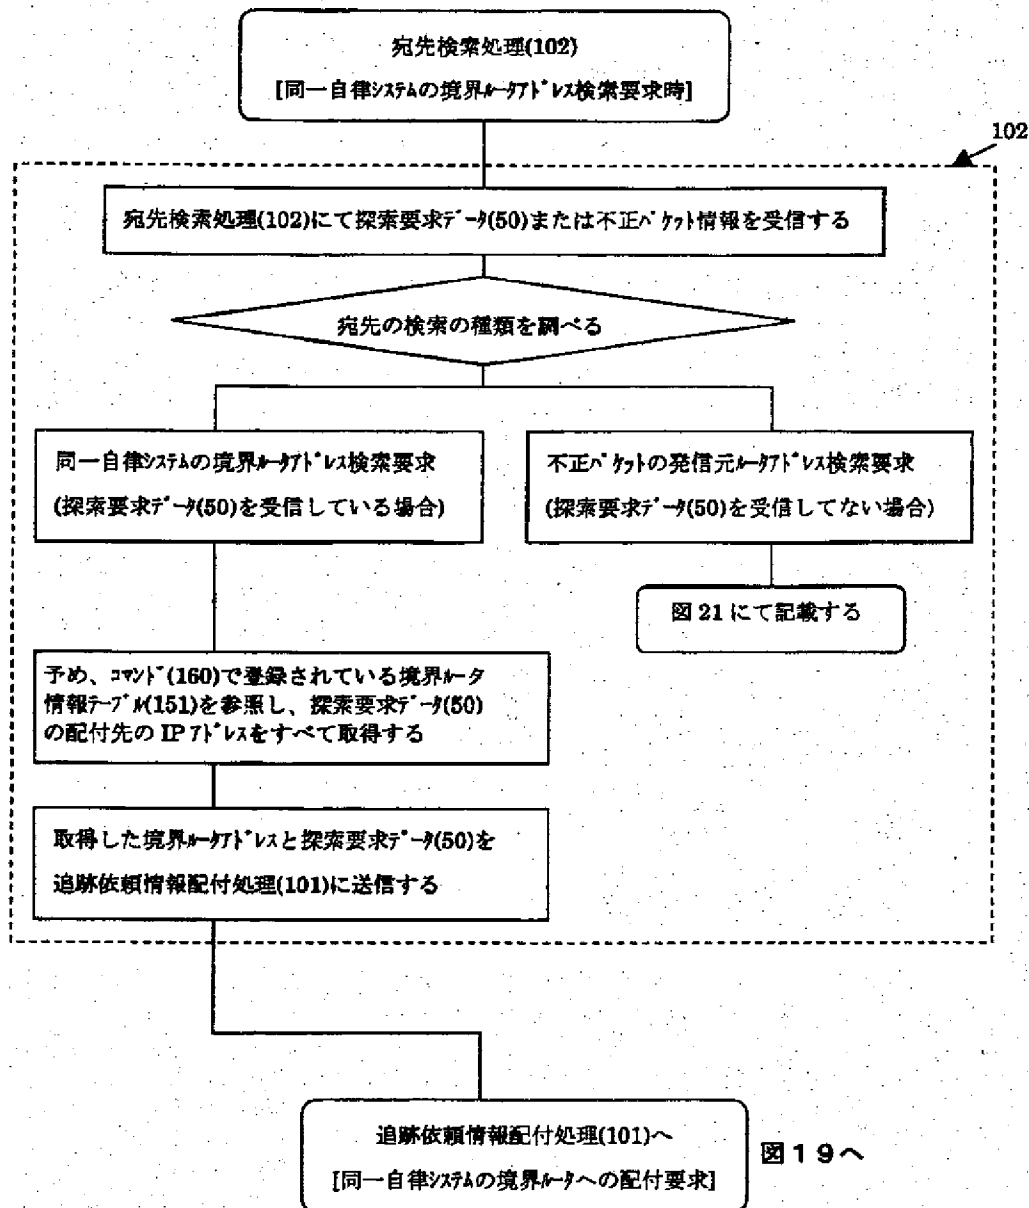 宛先検索処理(102)
[同一自律ｼｽﾃﾑの境界ﾙｰﾀｱﾄﾞﾚｽ検索要求時]
102
宛先検索処理(102)にて探索要求ﾃﾞｰﾀ(50)または不正ﾊﾟｹｯﾄ情報を受信する
宛先の検索の種類を調べる
同一自律ｼｽﾃﾑの境界ﾙｰﾀｱﾄﾞﾚｽ検索要求
(探索要求ﾃﾞｰﾀ(50)を受信している場合)
不正ﾊﾟｹｯﾄの発信元ﾙｰﾀｱﾄﾞﾚｽ検索要求
(探索要求ﾃﾞｰﾀ(50)を受信してない場合)
図 21 にて記載する
予め、ｺﾏﾝﾄﾞ(160)で登録されている境界ﾙｰﾀ
情報ﾃｰﾌﾞﾙ(151)を参照し、探索要求ﾃﾞｰﾀ(50)
の配付先の IP ｱﾄﾞﾚｽをすべて取得する
取得した境界ﾙｰﾀｱﾄﾞﾚｽと探索要求ﾃﾞｰﾀ(50)を
追跡依頼情報配付処理(101)に送信する
追跡依頼情報配付処理(101)へ
[同一自律ｼｽﾃﾑの境界ﾙｰﾀへの配付要求]
図１９へ